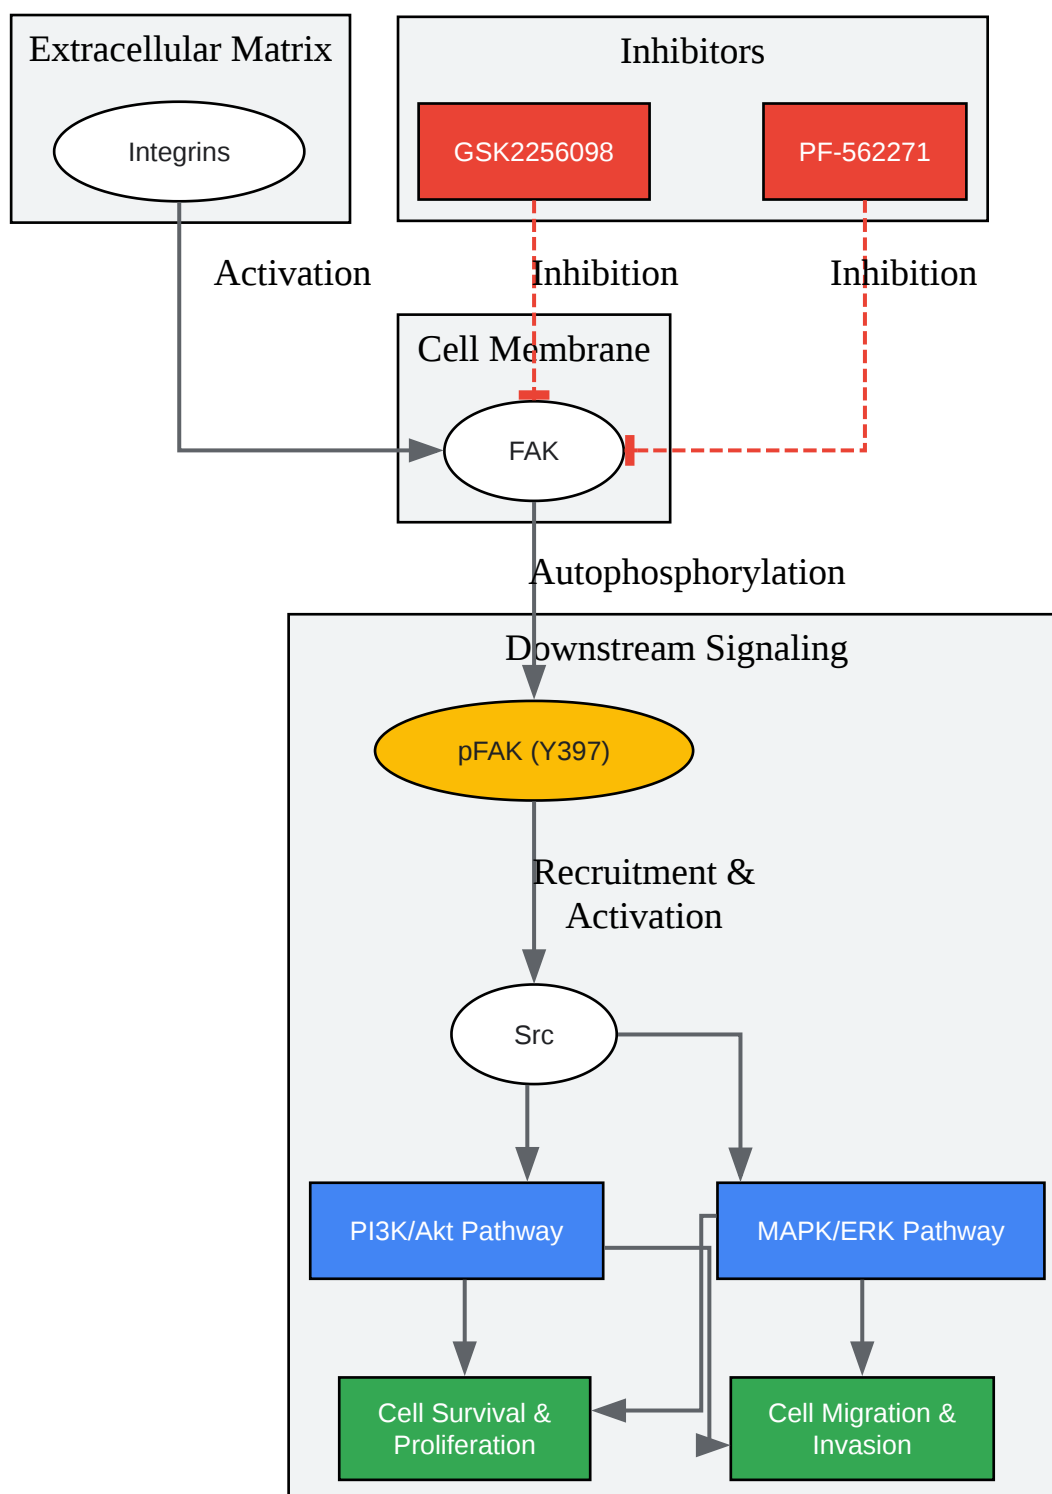 Extracellular Matrix
Integrins
Inhibitors
GSK2256098
PF-562271
Activation
Inhibition
Inhibition
Cell Membrane
FAK
Autophosphorylation
Downstream Signaling
pFAK (Y397)
Recruitment &
Activation
Src
PI3K/Akt Pathway
MAPK/ERK Pathway
Cell Survival &
Proliferation
Cell Migration &
Invasion